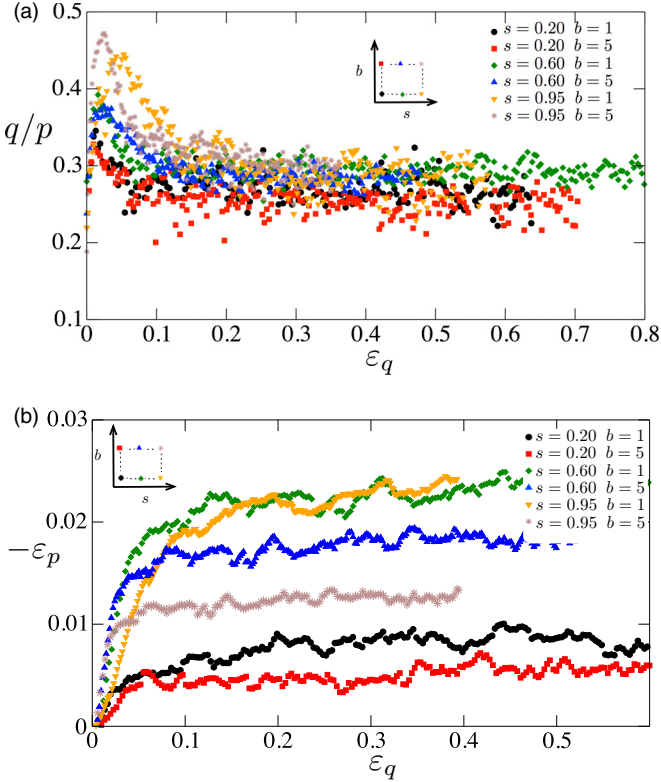 (a)
0.5
0.4
0.3
0.2
0.1
q/p
b
s
s = 0.20 b = 1
s = 0.20 b = 5
s = 0.60 b = 1
s = 0.60 b = 5
s = 0.95 b = 1
s = 0.95 b = 5
0 0.1 0.2 0.3 0.4 0.5 0.6 0.7 0.8
εq
(b)
0.03
0.02
0.01
0
−εp
b
s
s = 0.20 b = 1
s = 0.20 b = 5
s = 0.60 b = 1
s = 0.60 b = 5
s = 0.95 b = 1
s = 0.95 b = 5
0 0.1 0.2 0.3 0.4 0.5
εq